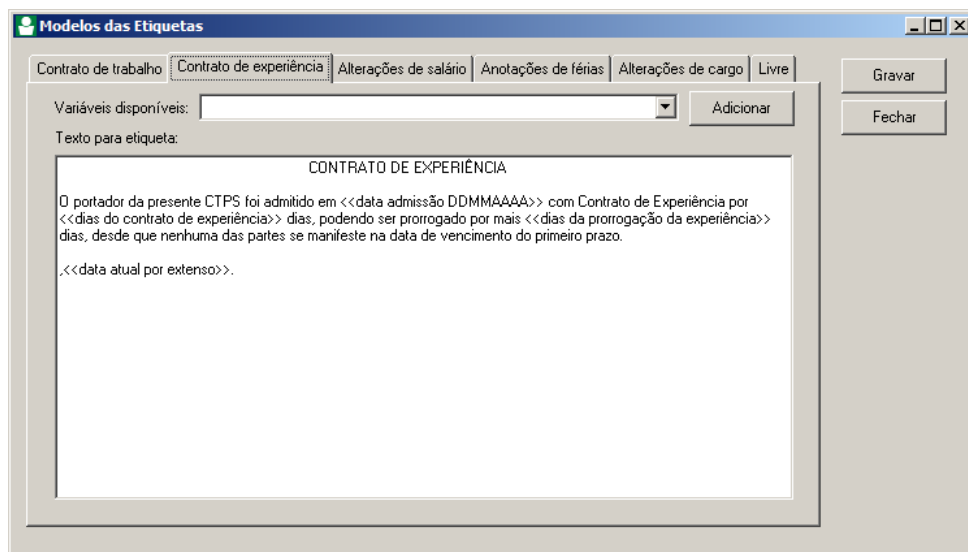 Modelos das Etiquetas
Contrato de trabalho Contrato de experiência Alterações de salário Anotações de férias Alterações de cargo Livre
Gravar
Variáveis disponíveis: Adicionar
Fechar
Texto para etiqueta:
CONTRATO DE EXPERIÊNCIA
O portador da presente CTPS foi admitido em <<data admissão DDMMAAAA>> com Contrato de Experiência por
<<dias do contrato de experiência>> dias, podendo ser prorrogado por mais <<dias da prorrogação da experiência>>
dias, desde que nenhuma das partes se manifeste na data de vencimento do primeiro prazo.
,<<data atual por extenso>>.